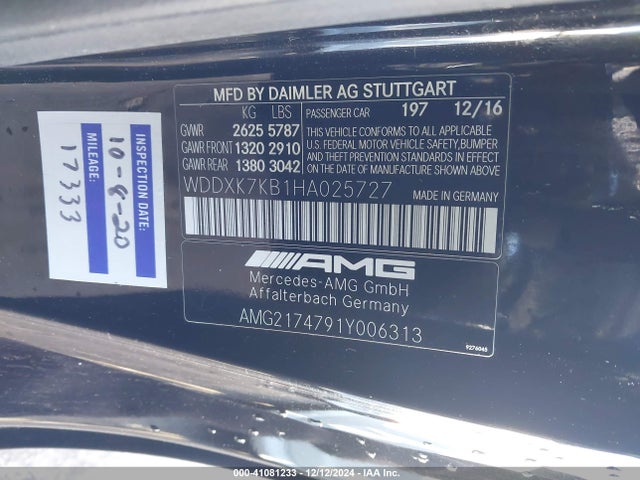 MFD BY DAIMLER AG STUTTGART
KG LBS
GVWR 2625 5787
GAWR FRONT 1320 2910
GAWR REAR 1380 3042
PASSENGER CAR 197 12/16
THIS VEHICLE CONFORMS TO ALL APPLICABLE
U.S. FEDERAL MOTOR VEHICLE SAFETY, BUMPER
AND THEFT PREVENTION STANDARDS IN EFFECT
ON THE DATE OF MANUFACTURE SHOWN ABOVE.
WDDXK7KB1HA025727
MADE IN GERMANY
AMG
Mercedes-AMG GmbH
Affalterbach Germany
AMG2174791Y006313
9276045
INSPECTION DATE:
10-8-20
MILEAGE:
17333
000-41081233 - 12/12/2024 - IAA Inc.